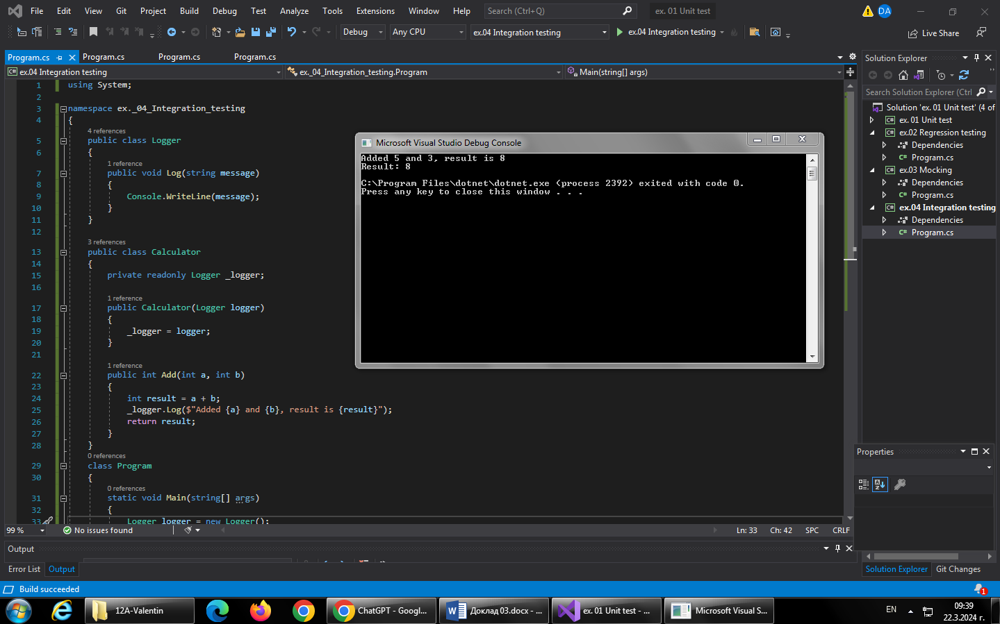 File Edit View Git Project Build Debug Test Analyze Tools Extensions Window Help Search (Ctrl+Q) ex. 01 Unit test DA
Debug Any CPU ex.04 Integration testing ex.04 Integration testing Live Share
Program.cs Program.cs Program.cs Program.cs
ex.04 Integration testing ex._04_Integration_testing.Program Main(string[] args)
1 using System;
2
3 namespace ex._04_Integration_testing
4 {
4 references
5 public class Logger
6 {
1 reference
7 public void Log(string message)
8 {
9 Console.WriteLine(message);
10 }
11 }
12
3 references
13 public class Calculator
14 {
15 private readonly Logger _logger;
16
1 reference
17 public Calculator(Logger logger)
18 {
19 _logger = logger;
20 }
21
1 reference
22 public int Add(int a, int b)
23 {
24 int result = a + b;
25 _logger.Log($"Added {a} and {b}, result is {result}");
26 return result;
27 }
28 }
0 references
29 class Program
30 {
0 references
31 static void Main(string[] args)
32 {
33 Logger logger = new Logger();
Microsoft Visual Studio Debug Console
Added 5 and 3, result is 8
Result: 8
C:\Program Files\dotnet\dotnet.exe (process 2392) exited with code 0.
Press any key to close this window . . .
Solution Explorer
Search Solution Explorer (Ctrl
Solution 'ex. 01 Unit test' (4 of
ex. 01 Unit test
ex.02 Regression testing
Dependencies
Program.cs
ex.03 Mocking
Dependencies
Program.cs
ex.04 Integration testing
Dependencies
Program.cs
Properties
99 % No issues found Ln: 33 Ch: 42 SPC CRLF
Output
Error List Output Solution Explorer Git Changes
Build succeeded 1
12A-Valentin ChatGPT - Googl... Доклад 03.docx - ... ex. 01 Unit test - ... Microsoft Visual S... EN 09:39
22.3.2024 г.